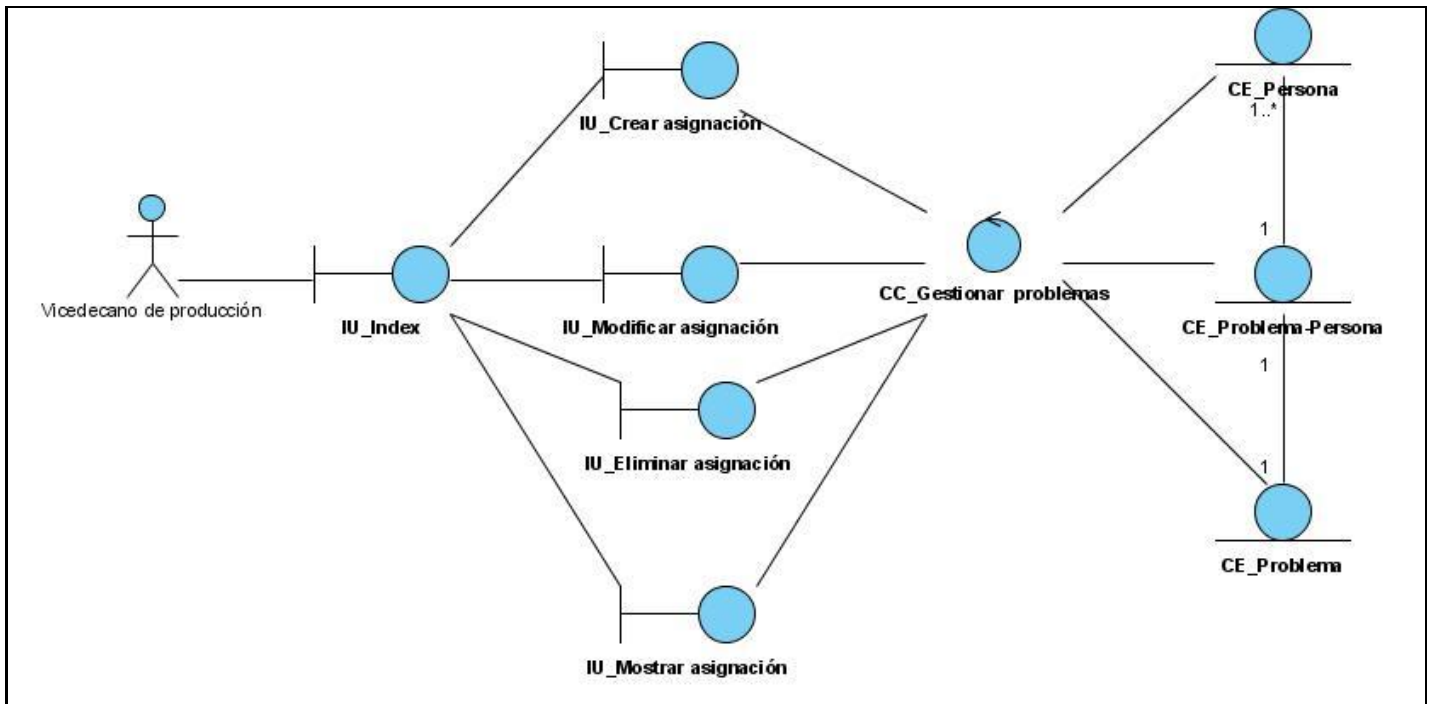 IU_Crear asignación
CE_Persona
1..*
1
Vicedecano de producción
IU_Index
IU_Modificar asignación
CC_Gestionar problemas
CE_Problema-Persona
1
IU_Eliminar asignación
1
CE_Problema
IU_Mostrar asignación